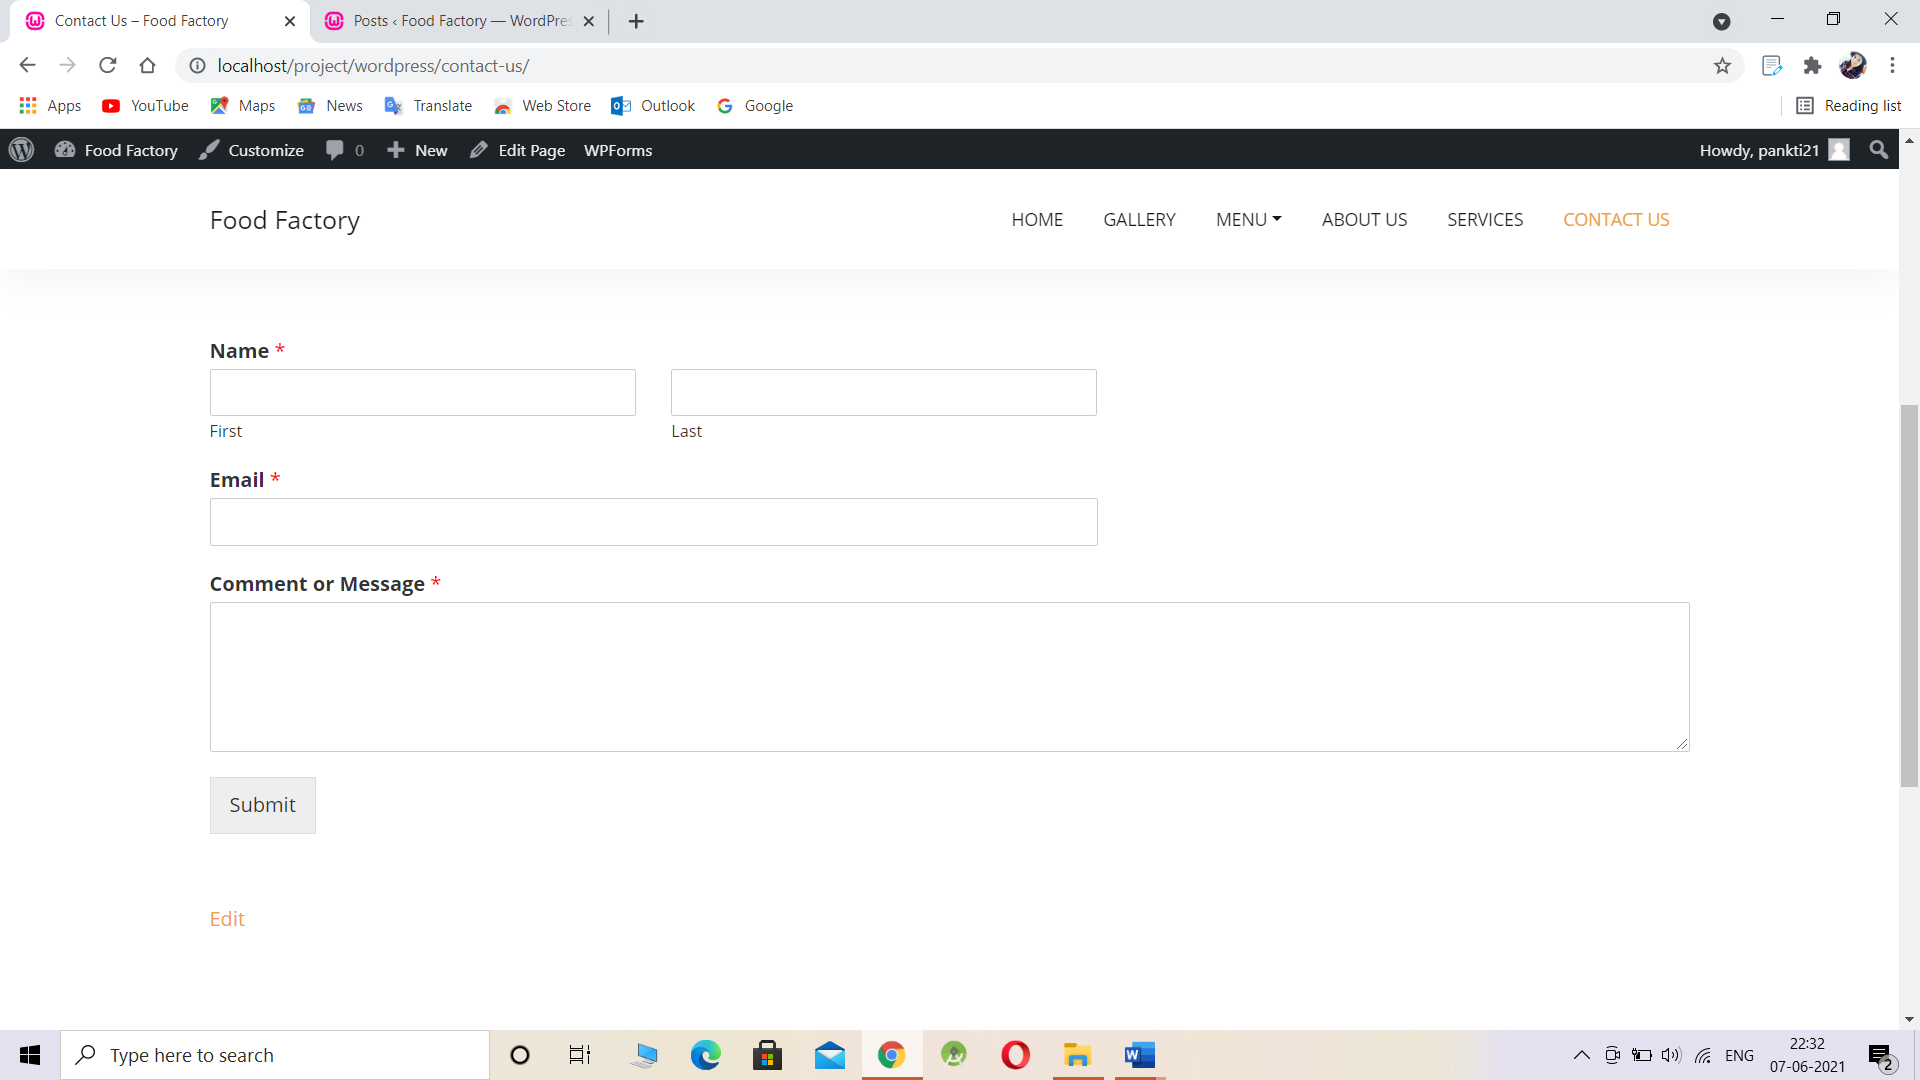 Contact Us – Food Factory
Posts ‹ Food Factory — WordPres
localhost/project/wordpress/contact-us/
Apps YouTube Maps News Translate Web Store Outlook Google Reading list
Food Factory Customize 0 New Edit Page WPForms Howdy, pankti21
Food Factory HOME GALLERY MENU ABOUT US SERVICES CONTACT US
Name *
First Last
Email *
Comment or Message *
Submit
Edit
Type here to search
ENG
22:32
07-06-2021
2